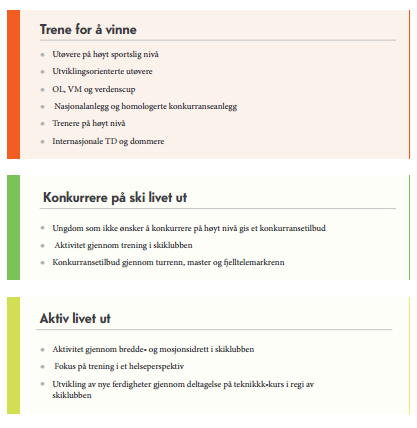 Trene for å vinne
Utøvere på høyt sportslig nivå
Utviklingsorienterte utøvere
OL, VM og verdenscup
Nasjonalanlegg og homologerte konkurranseanlegg
Trenere på høyt nivå
Internasjonale TD og dommere
Konkurrere på ski livet ut
Ungdom som ikke ønsker å konkurrere på høyt nivå gis et konkurransetilbud
Aktivitet gjennom trening i skiklubben
Konkurransetilbud gjennom turrenn, master og fjelltelemarkrenn
Aktiv livet ut
Aktivitet gjennom bredde- og mosjonsidrett i skiklubben
Fokus på trening i et helseperspektiv
Utvikling av nye ferdigheter gjennom deltagelse på teknikkk-kurs i regi av
skiklubben